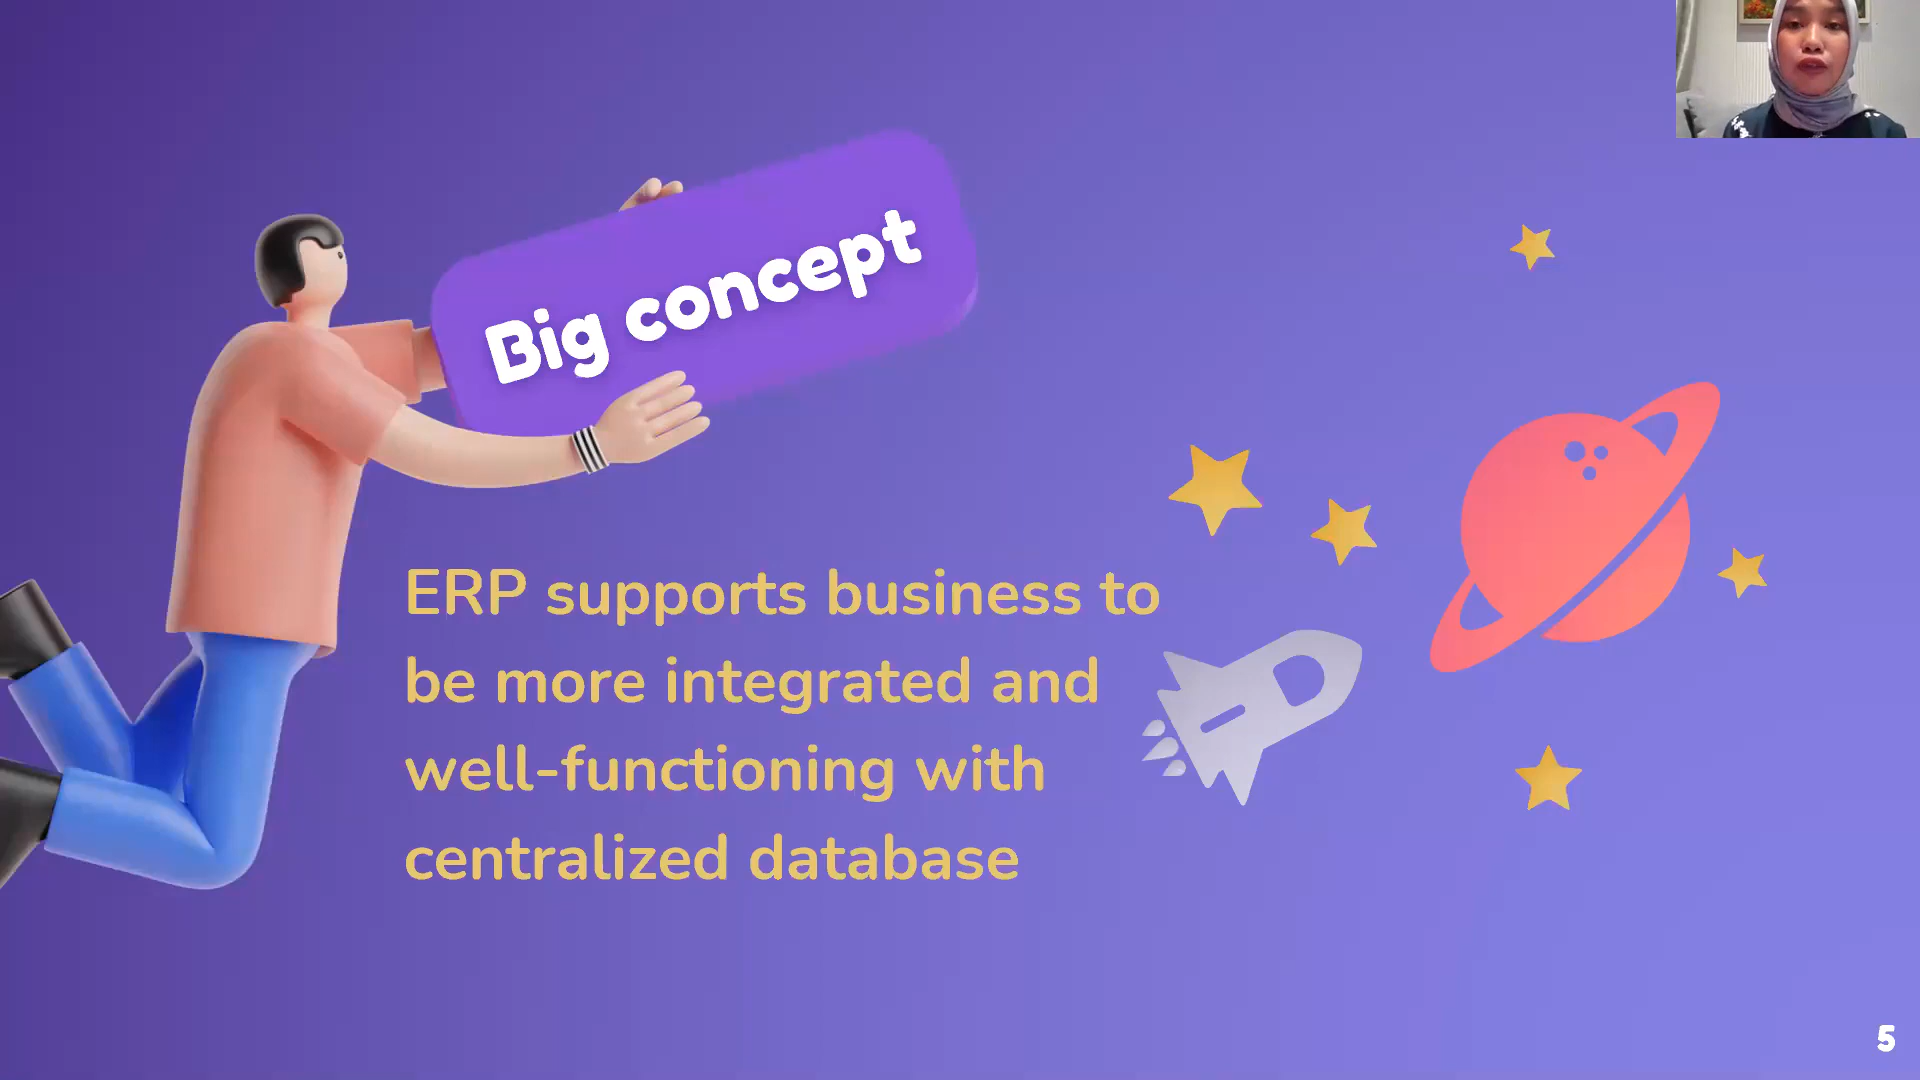 Big concept
ERP supports business to
be more integrated and
well-functioning with
centralized database
5